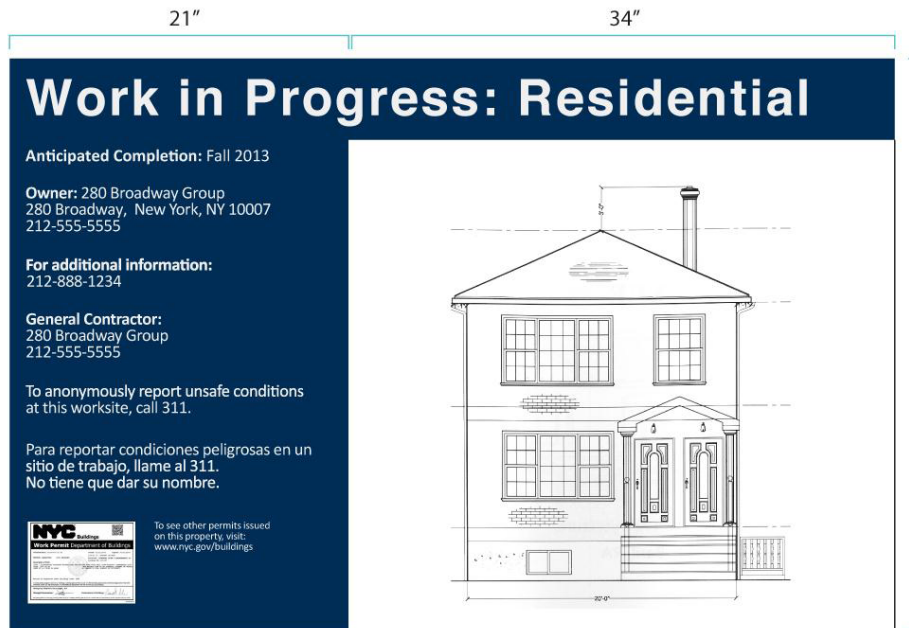 21” 34”
Work in Progress: Residential
Anticipated Completion: Fall 2013
Owner: 280 Broadway Group
280 Broadway, New York, NY 10007
212-555-5555
For additional information:
212-888-1234
General Contractor:
280 Broadway Group
212-555-5555
To anonymously report unsafe conditions
at this worksite, call 311.
Para reportar condiciones peligrosas en un
sitio de trabajo, llame al 311.
No tiene que dar su nombre.
NYC Buildings
Work Permit Department of Buildings
To see other permits issued
on this property, visit:
www.nyc.gov/buildings